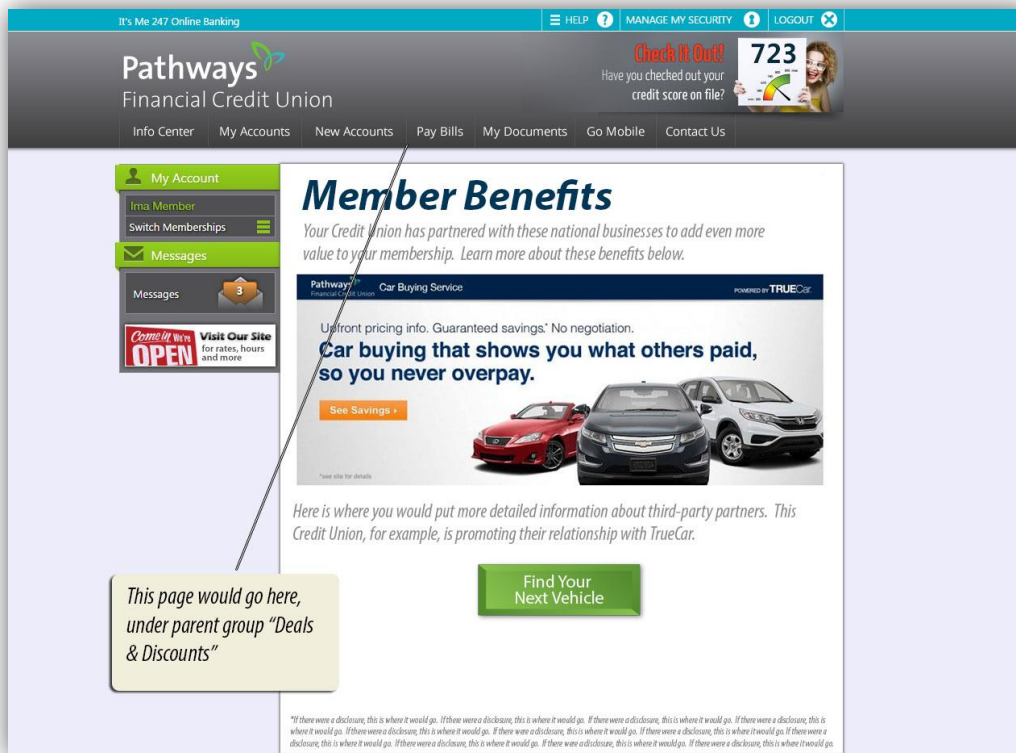 It's Me 247 Online Banking
HELP ? MANAGE MY SECURITY LOGOUT
Pathways
Financial Credit Union
Check It Out!
Have you checked out your
credit score on file?
723
Info Center My Accounts New Accounts Pay Bills My Documents Go Mobile Contact Us
My Account
Ima Member
Switch Memberships
Messages
Messages 3
Come In We're
OPEN
Visit Our Site
for rates, hours
and more
Member Benefits
Your Credit Union has partnered with these national businesses to add even more
value to your membership. Learn more about these benefits below.
Pathways
Financial Credit Union
Car Buying Service
POWERED BY TRUECar
Upfront pricing info. Guaranteed savings.* No negotiation.
Car buying that shows you what others paid,
so you never overpay.
See Savings
*see site for details
Here is where you would put more detailed information about third-party partners. This
Credit Union, for example, is promoting their relationship with TrueCar.
Find Your
Next Vehicle
This page would go here,
under parent group “Deals
& Discounts”
*If there were a disclosure, this is where it would go. If there were a disclosure, this is where it would go. If there were a disclosure, this is where it would go. If there were a disclosure, this is
where it would go. If there were a disclosure, this is where it would go. If there were a disclosure, this is where it would go. If there were a disclosure, this is where it would go. If there were a
disclosure, this is where it would go. If there were a disclosure, this is where it would go. If there were a disclosure, this is where it would go. If there were a disclosure, this is where it would go.